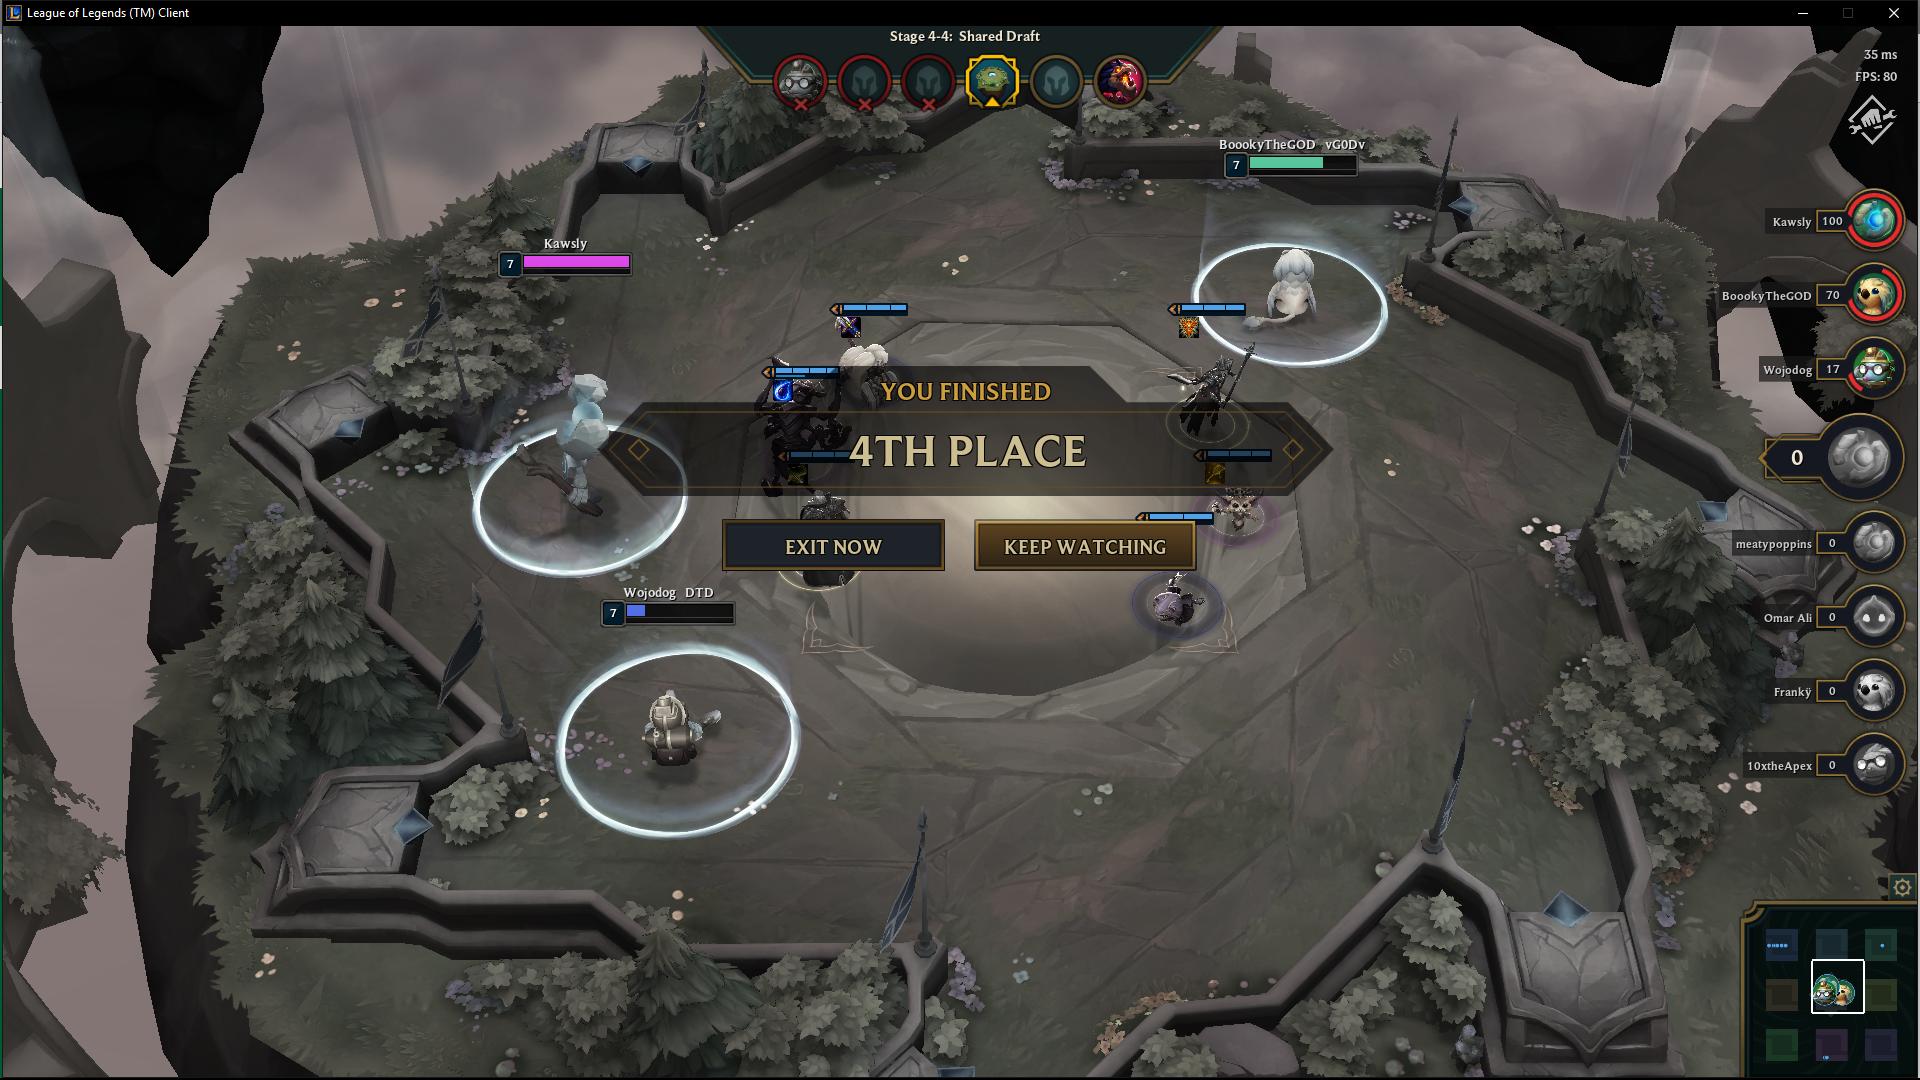 League of Legends (TM) Client
Stage 4-4: Shared Draft
35 ms
FPS: 80
BoookyTheGOD vG0Dv
7
Kawsly
7
Kawsly 100
BoookyTheGOD 70
Wojodog 17
YOU FINISHED
4TH PLACE
0
EXIT NOW
KEEP WATCHING
meatypoppins 0
Wojodog DTD
7
Omar Ali 0
Frankÿ 0
10xtheApex 0